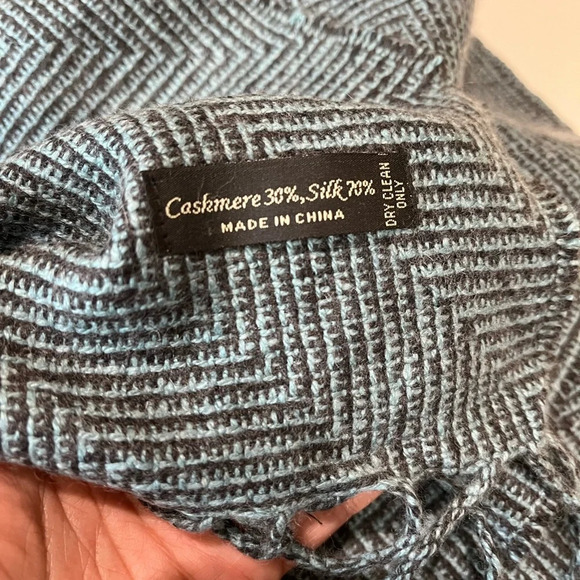 Cashmere 30%, Silk 70%
MADE IN CHINA
DRY CLEAN
ONLY